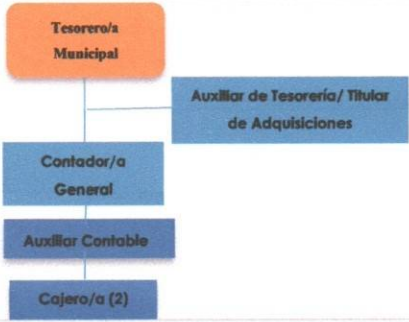 Tesorero/a
Municipal
Auxiliar de Tesorería/ Titular
de Adquisiciones
Contador/a
General
Auxiliar Contable
Cajero/a (2)